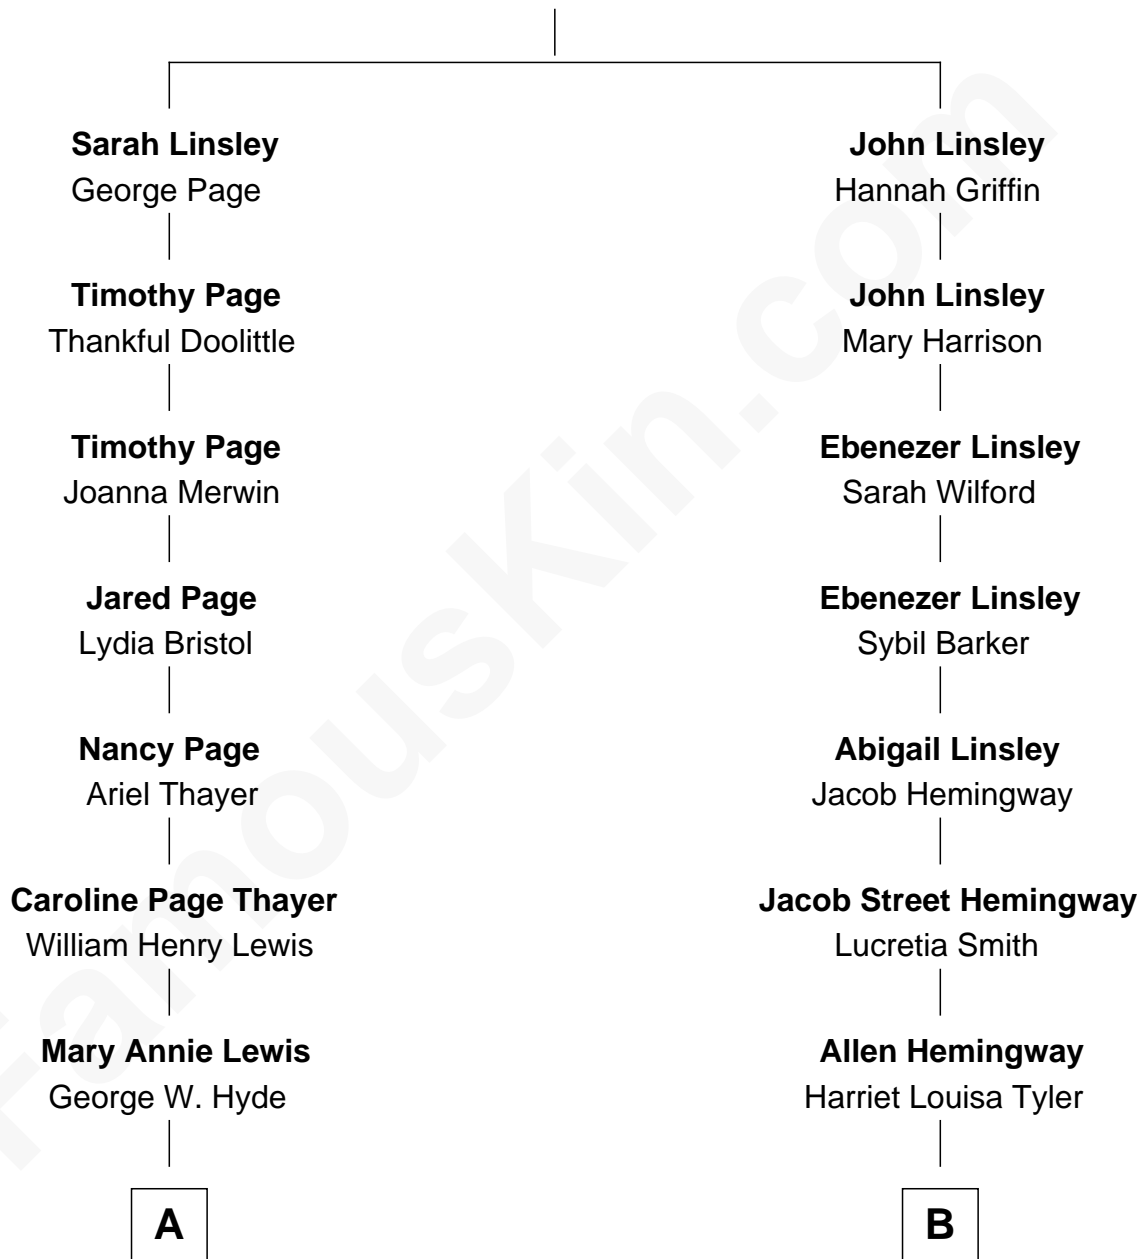 Sarah Linsley
George Page
Timothy Page
Thankful Doolittle
Timothy Page
Joanna Merwin
Jared Page
Lydia Bristol
Nancy Page
Ariel Thayer
Caroline Page Thayer
William Henry Lewis
Mary Annie Lewis
George W. Hyde
A
John Linsley
Hannah Griffin
John Linsley
Mary Harrison
Ebenezer Linsley
Sarah Wilford
Ebenezer Linsley
Sybil Barker
Abigail Linsley
Jacob Hemingway
Jacob Street Hemingway
Lucretia Smith
Allen Hemingway
Harriet Louisa Tyler
B
FamousKin.com